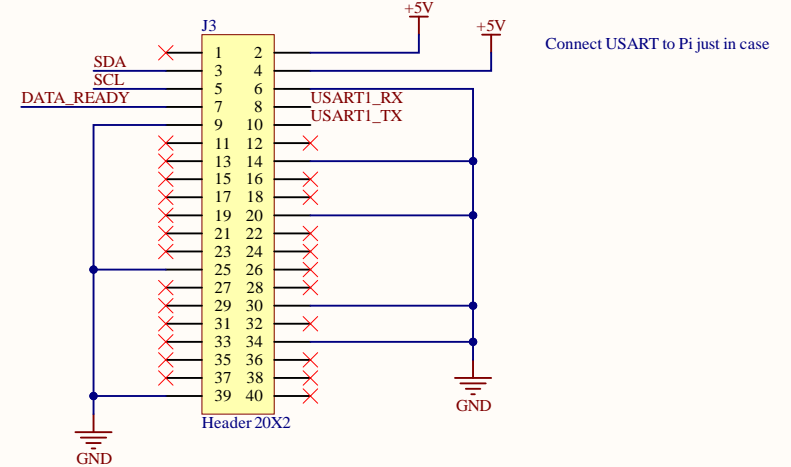 +5V
J3
+5V
Connect USART to Pi just in case
1 2
SDA 3 4
SCL 5 6
DATA_READY 7 8 USART1_RX
9 10 USART1_TX
11 12
13 14
15 16
17 18
19 20
21 22
23 24
25 26
27 28
29 30
31 32
33 34
35 36
37 38
39 40
GND
Header 20X2
GND